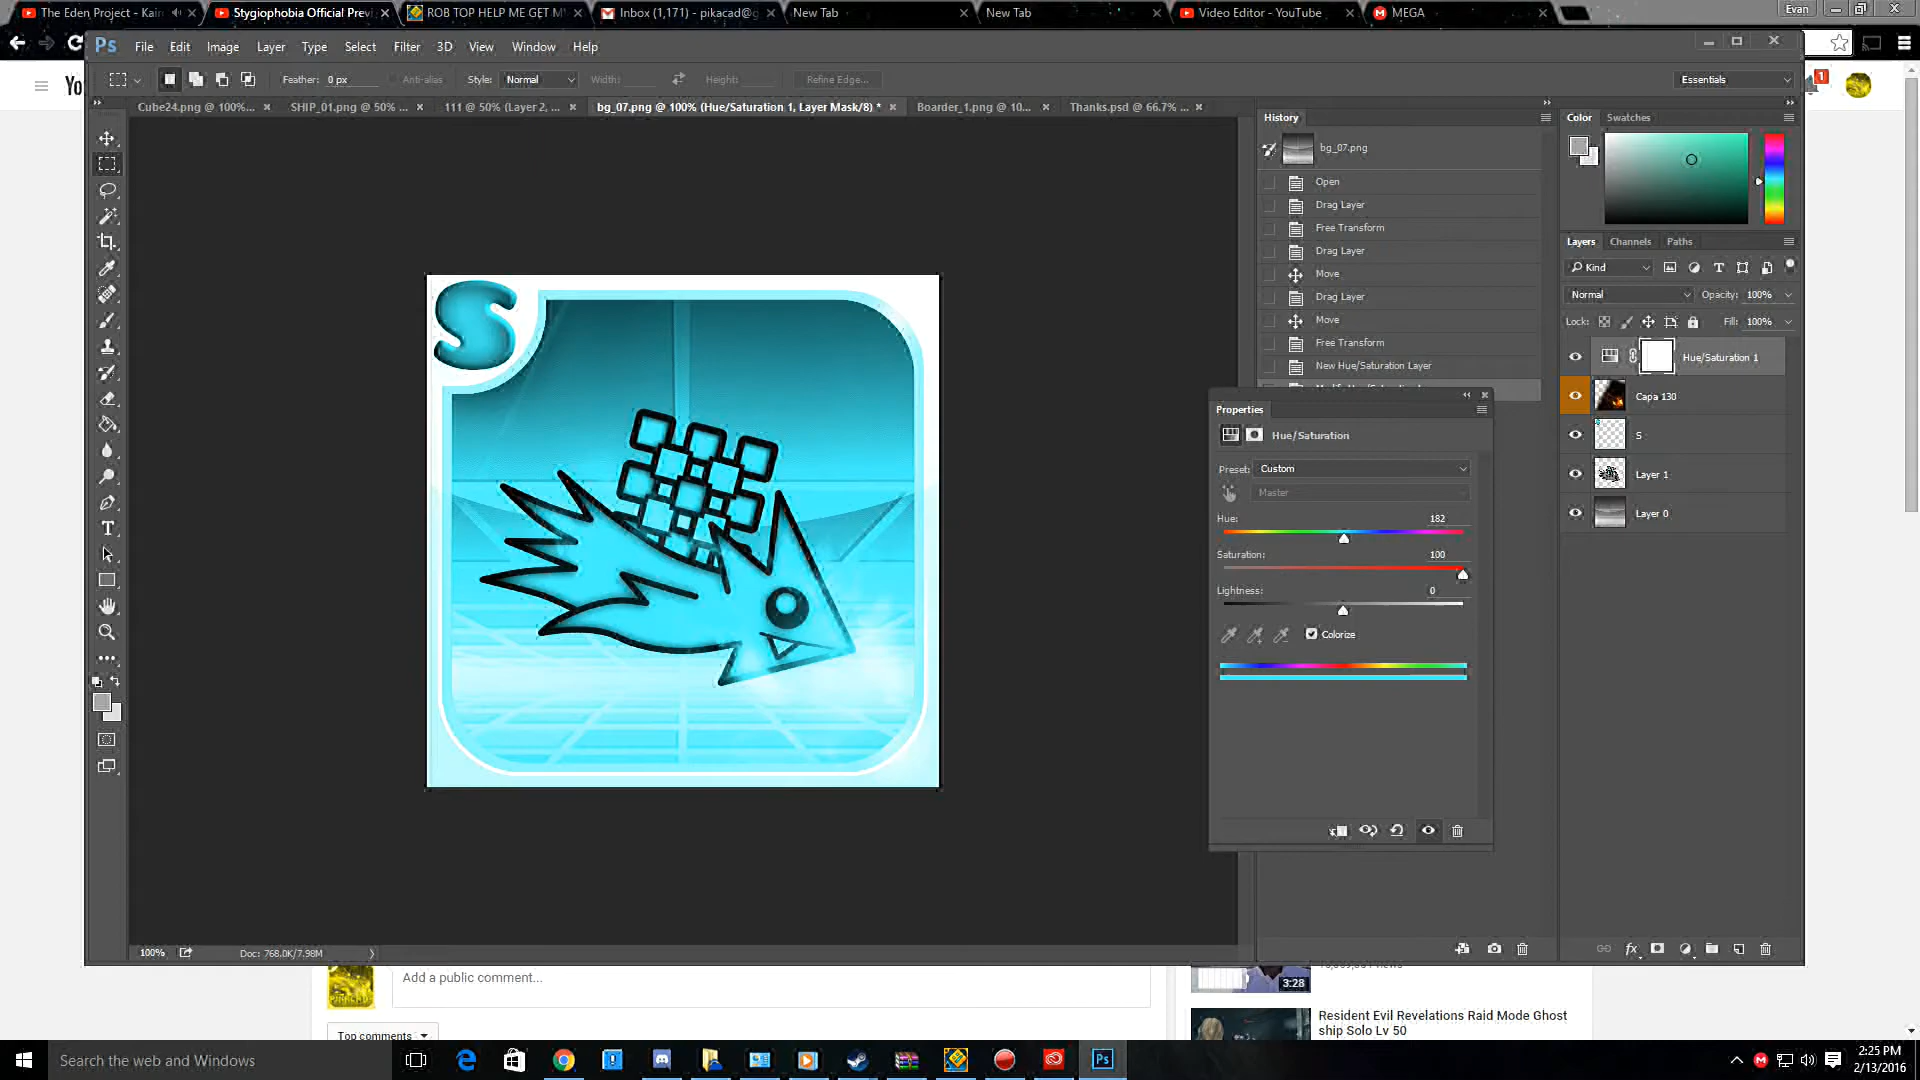 The Eden Project - Kair
Stygiophobia Official Previ
ROB TOP HELP ME GET M
Inbox (1,171) - pikacad@g
New Tab
New Tab
Video Editor - YouTube
MEGA
Evan
Ps
File
Edit
Image
Layer
Type
Select
Filter
3D
View
Window
Help
Feather: 0 px
Anti-alias
Style: Normal
Width:
Height:
Refine Edge...
Essentials
1
Cube24.png @ 100%...
SHIP_01.png @ 50% ...
111 @ 50% (Layer 2, ...
bg_07.png @ 100% (Hue/Saturation 1, Layer Mask/8) *
Boarder_1.png @ 10...
Thanks.psd @ 66.7% ...
History
bg_07.png
Open
Drag Layer
Free Transform
Drag Layer
Move
Drag Layer
Move
Free Transform
New Hue/Saturation Layer
Color
Swatches
Layers
Channels
Paths
Kind
Normal
Opacity: 100%
Lock:
Fill: 100%
Hue/Saturation 1
Capa 130
S
Layer 1
Layer 0
S
Properties
Hue/Saturation
Preset: Custom
Master
Hue: 182
Saturation: 100
Lightness: 0
Colorize
100%
Doc: 768.0K/7.98M
Add a public comment...
Top comments
3:28
Resident Evil Revelations Raid Mode Ghost
ship Solo Lv 50
Search the web and Windows
Ps
2:25 PM
2/13/2016